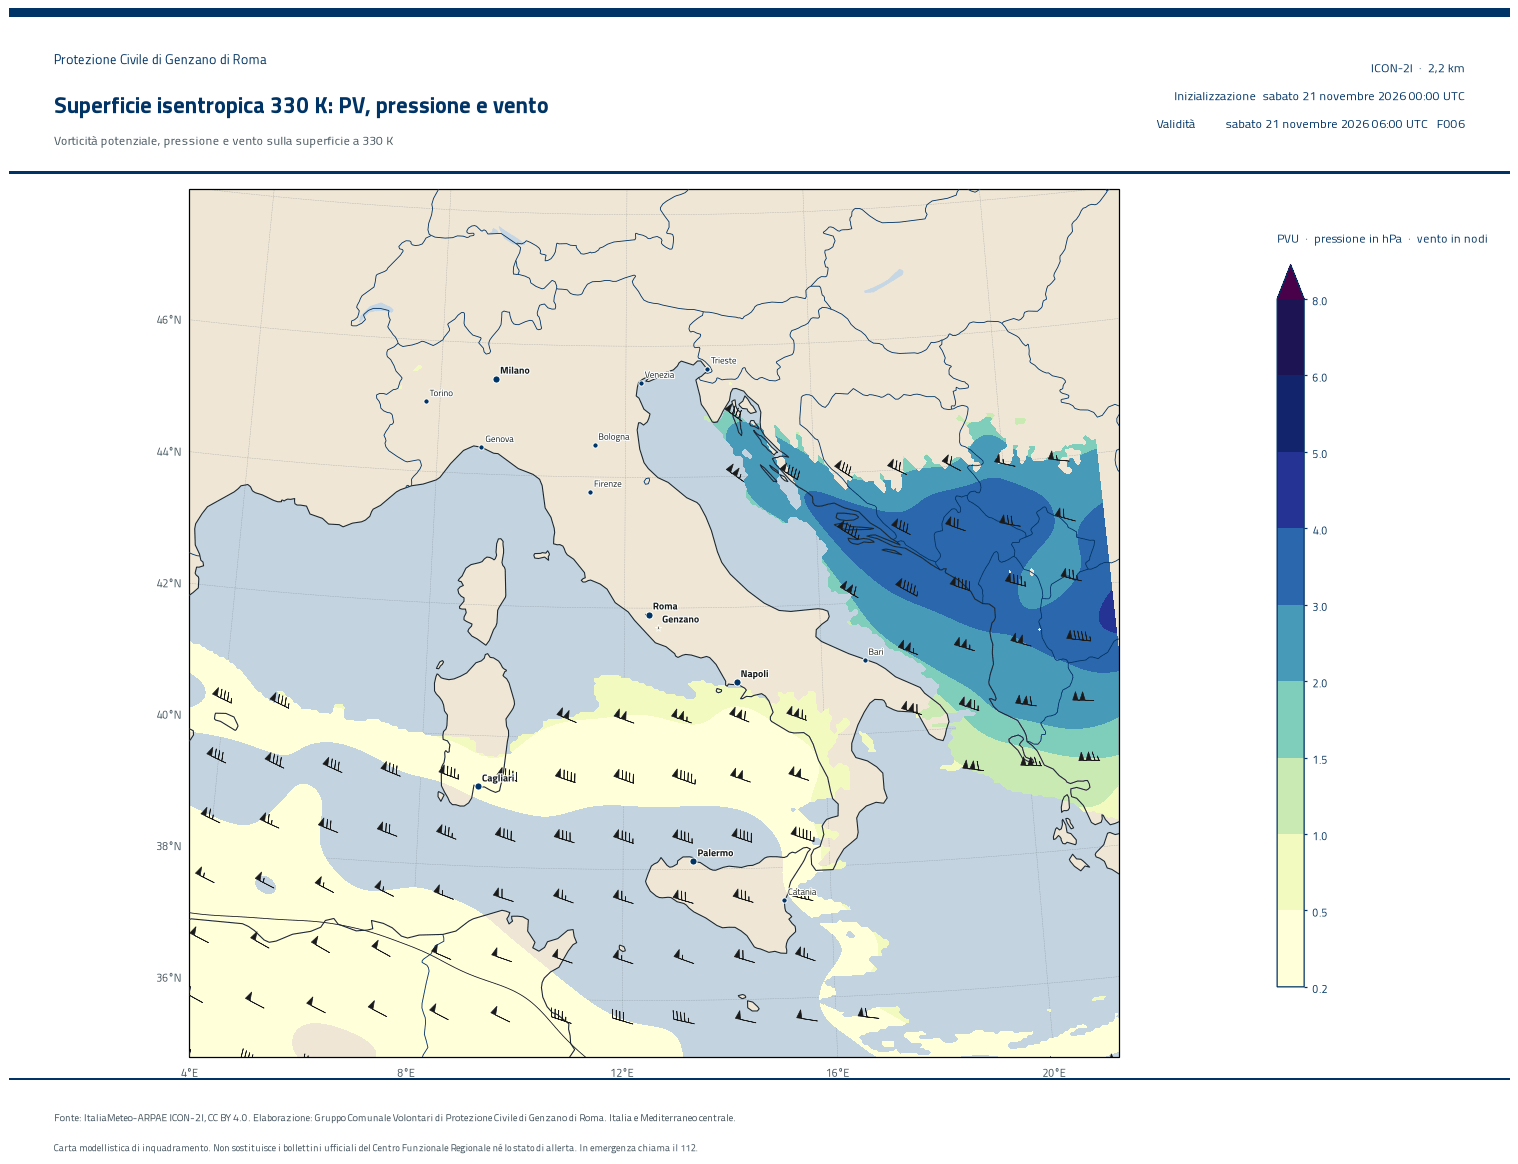 Protezione Civile di Genzano di Roma
Superficie isentropica 330 K: PV, pressione e vento
Vorticità potenziale, pressione e vento sulla superficie a 330 K
ICON-2I · 2,2 km
Inizializzazione sabato 21 novembre 2026 00:00 UTC
Validità sabato 21 novembre 2026 06:00 UTC F006
PVU · pressione in hPa · vento in nodi
8.0
6.0
5.0
4.0
3.0
2.0
1.5
1.0
0.5
0.2
46°N
44°N
42°N
40°N
38°N
36°N
4°E
8°E
12°E
16°E
20°E
Trieste
Venezia
Milano
Torino
Genova
Bologna
Firenze
Roma
Genzano
Bari
Napoli
Cagliari
Palermo
Catania
Fonte: ItaliaMeteo-ARPAE ICON-2I, CC BY 4.0. Elaborazione: Gruppo Comunale Volontari di Protezione Civile di Genzano di Roma. Italia e Mediterraneo centrale.
Carta modellistica di inquadramento. Non sostituisce i bollettini ufficiali del Centro Funzionale Regionale né lo stato di allerta. In emergenza chiama il 112.